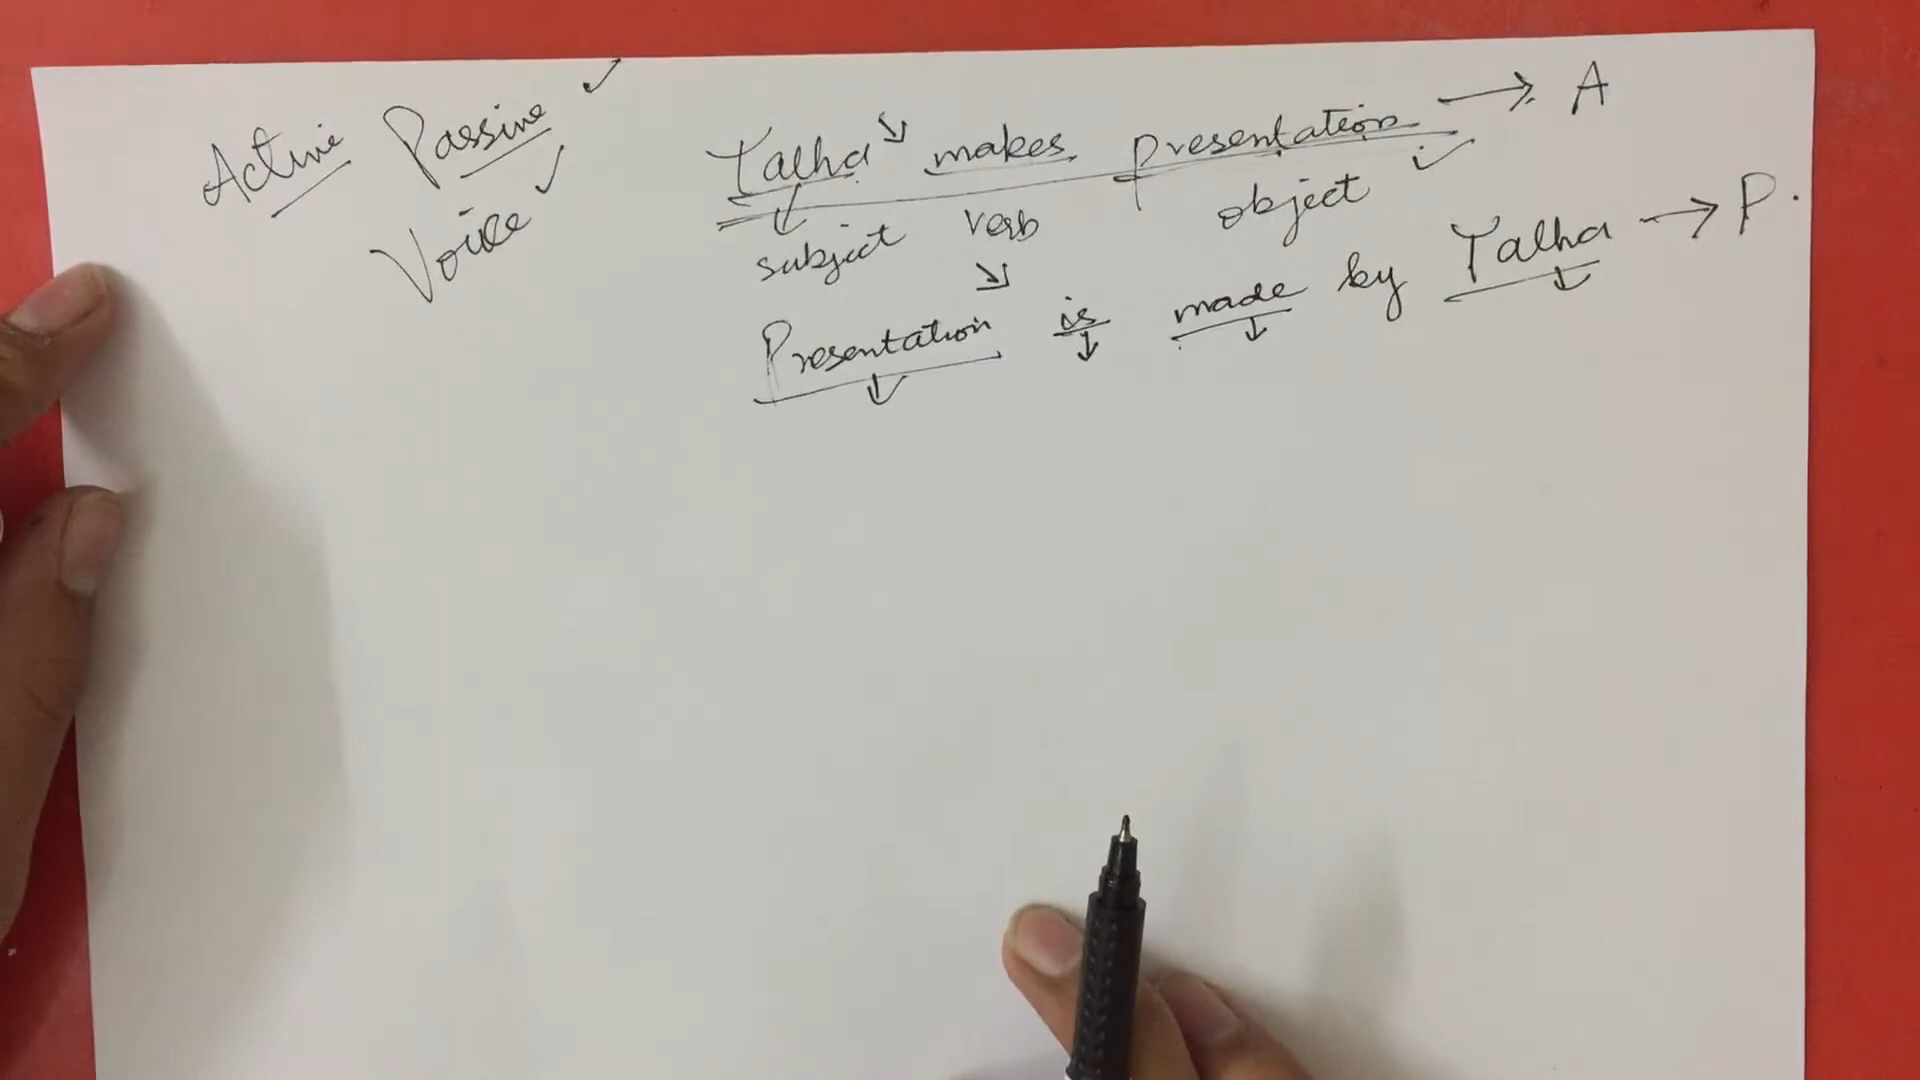 Active Passive
Voice
Talha makes presentation → A
subject verb object
Presentation is made by Talha → P.